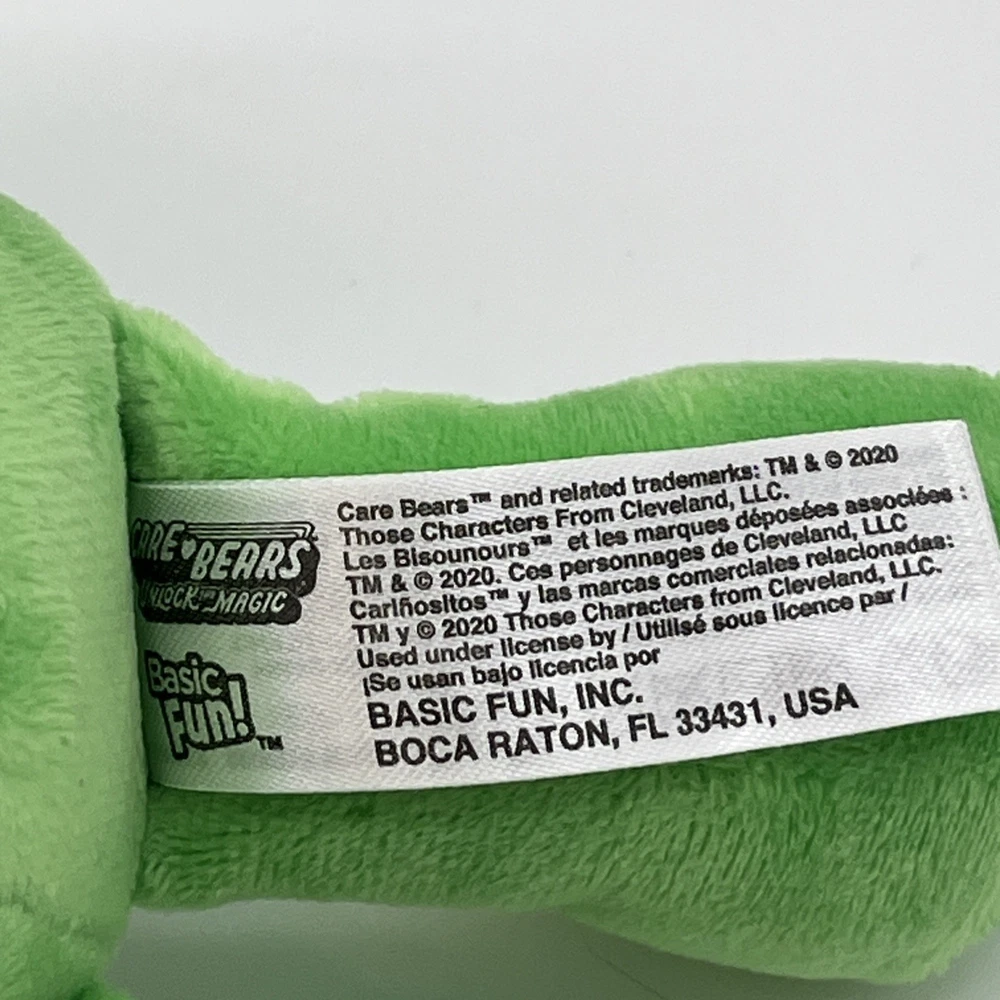 CARE BEARS
UNLOCK THE MAGIC
Basic
Fun!™
Care Bears™ and related trademarks: TM & © 2020
Those Characters From Cleveland, LLC.
Les Bisounours™ et les marques déposées associées :
TM & © 2020. Ces personnages de Cleveland, LLC
Cariñositos™ y las marcas comerciales relacionadas:
TM y © 2020 Those Characters from Cleveland, LLC.
Used under license by / Utilisé sous licence par /
¡Se usan bajo licencia por
BASIC FUN, INC.
BOCA RATON, FL 33431, USA